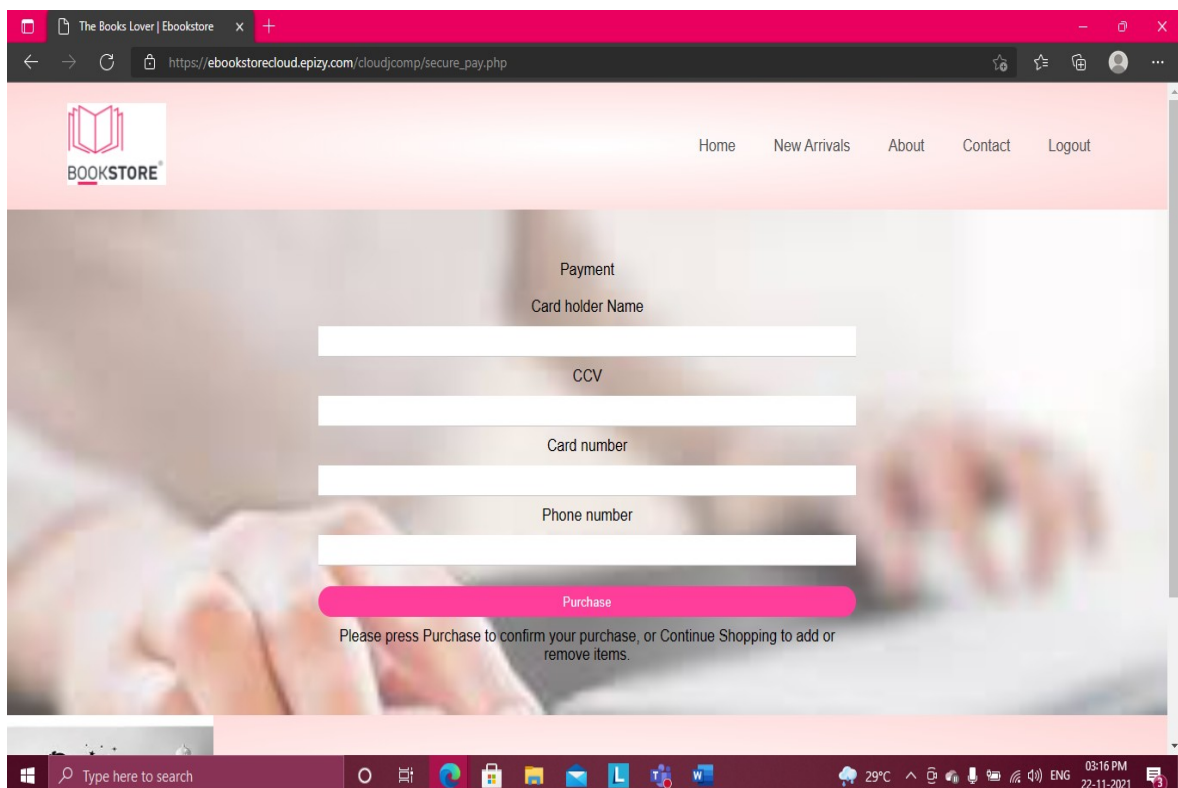 The Books Lover | Ebookstore
https://ebookstorecloud.epizy.com/cloudjcomp/secure_pay.php
BOOKSTORE®
Home New Arrivals About Contact Logout
Payment
Card holder Name
CCV
Card number
Phone number
Purchase
Please press Purchase to confirm your purchase, or Continue Shopping to add or
remove items.
Type here to search
L
W
29°C
ENG
03:16 PM
22-11-2021
3